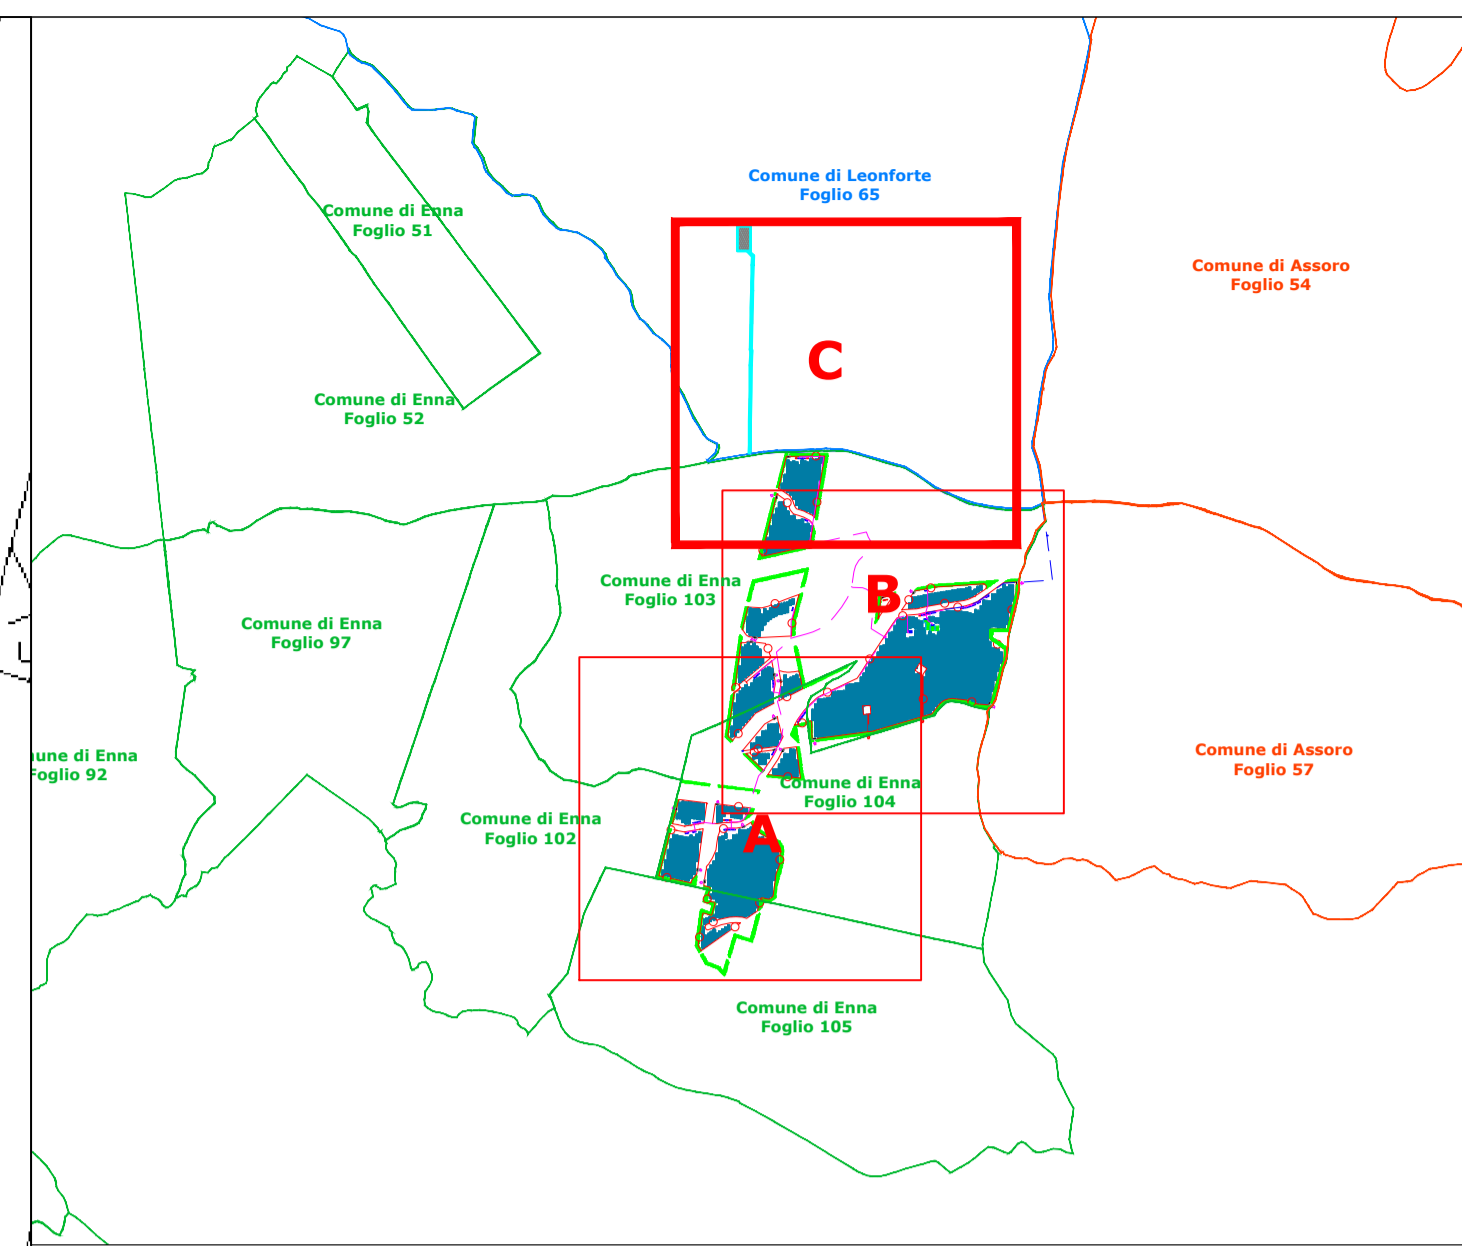 Comune di Leonforte
Foglio 65
Comune di Enna
Foglio 51
Comune di Assoro
Foglio 54
C
Comune di Enna
Foglio 52
Comune di Enna
Foglio 103
B
Comune di Enna
Foglio 97
Comune di Assoro
Foglio 57
mune di Enna
Foglio 92
Comune di Enna
Foglio 104
Comune di Enna
Foglio 102
A
Comune di Enna
Foglio 105